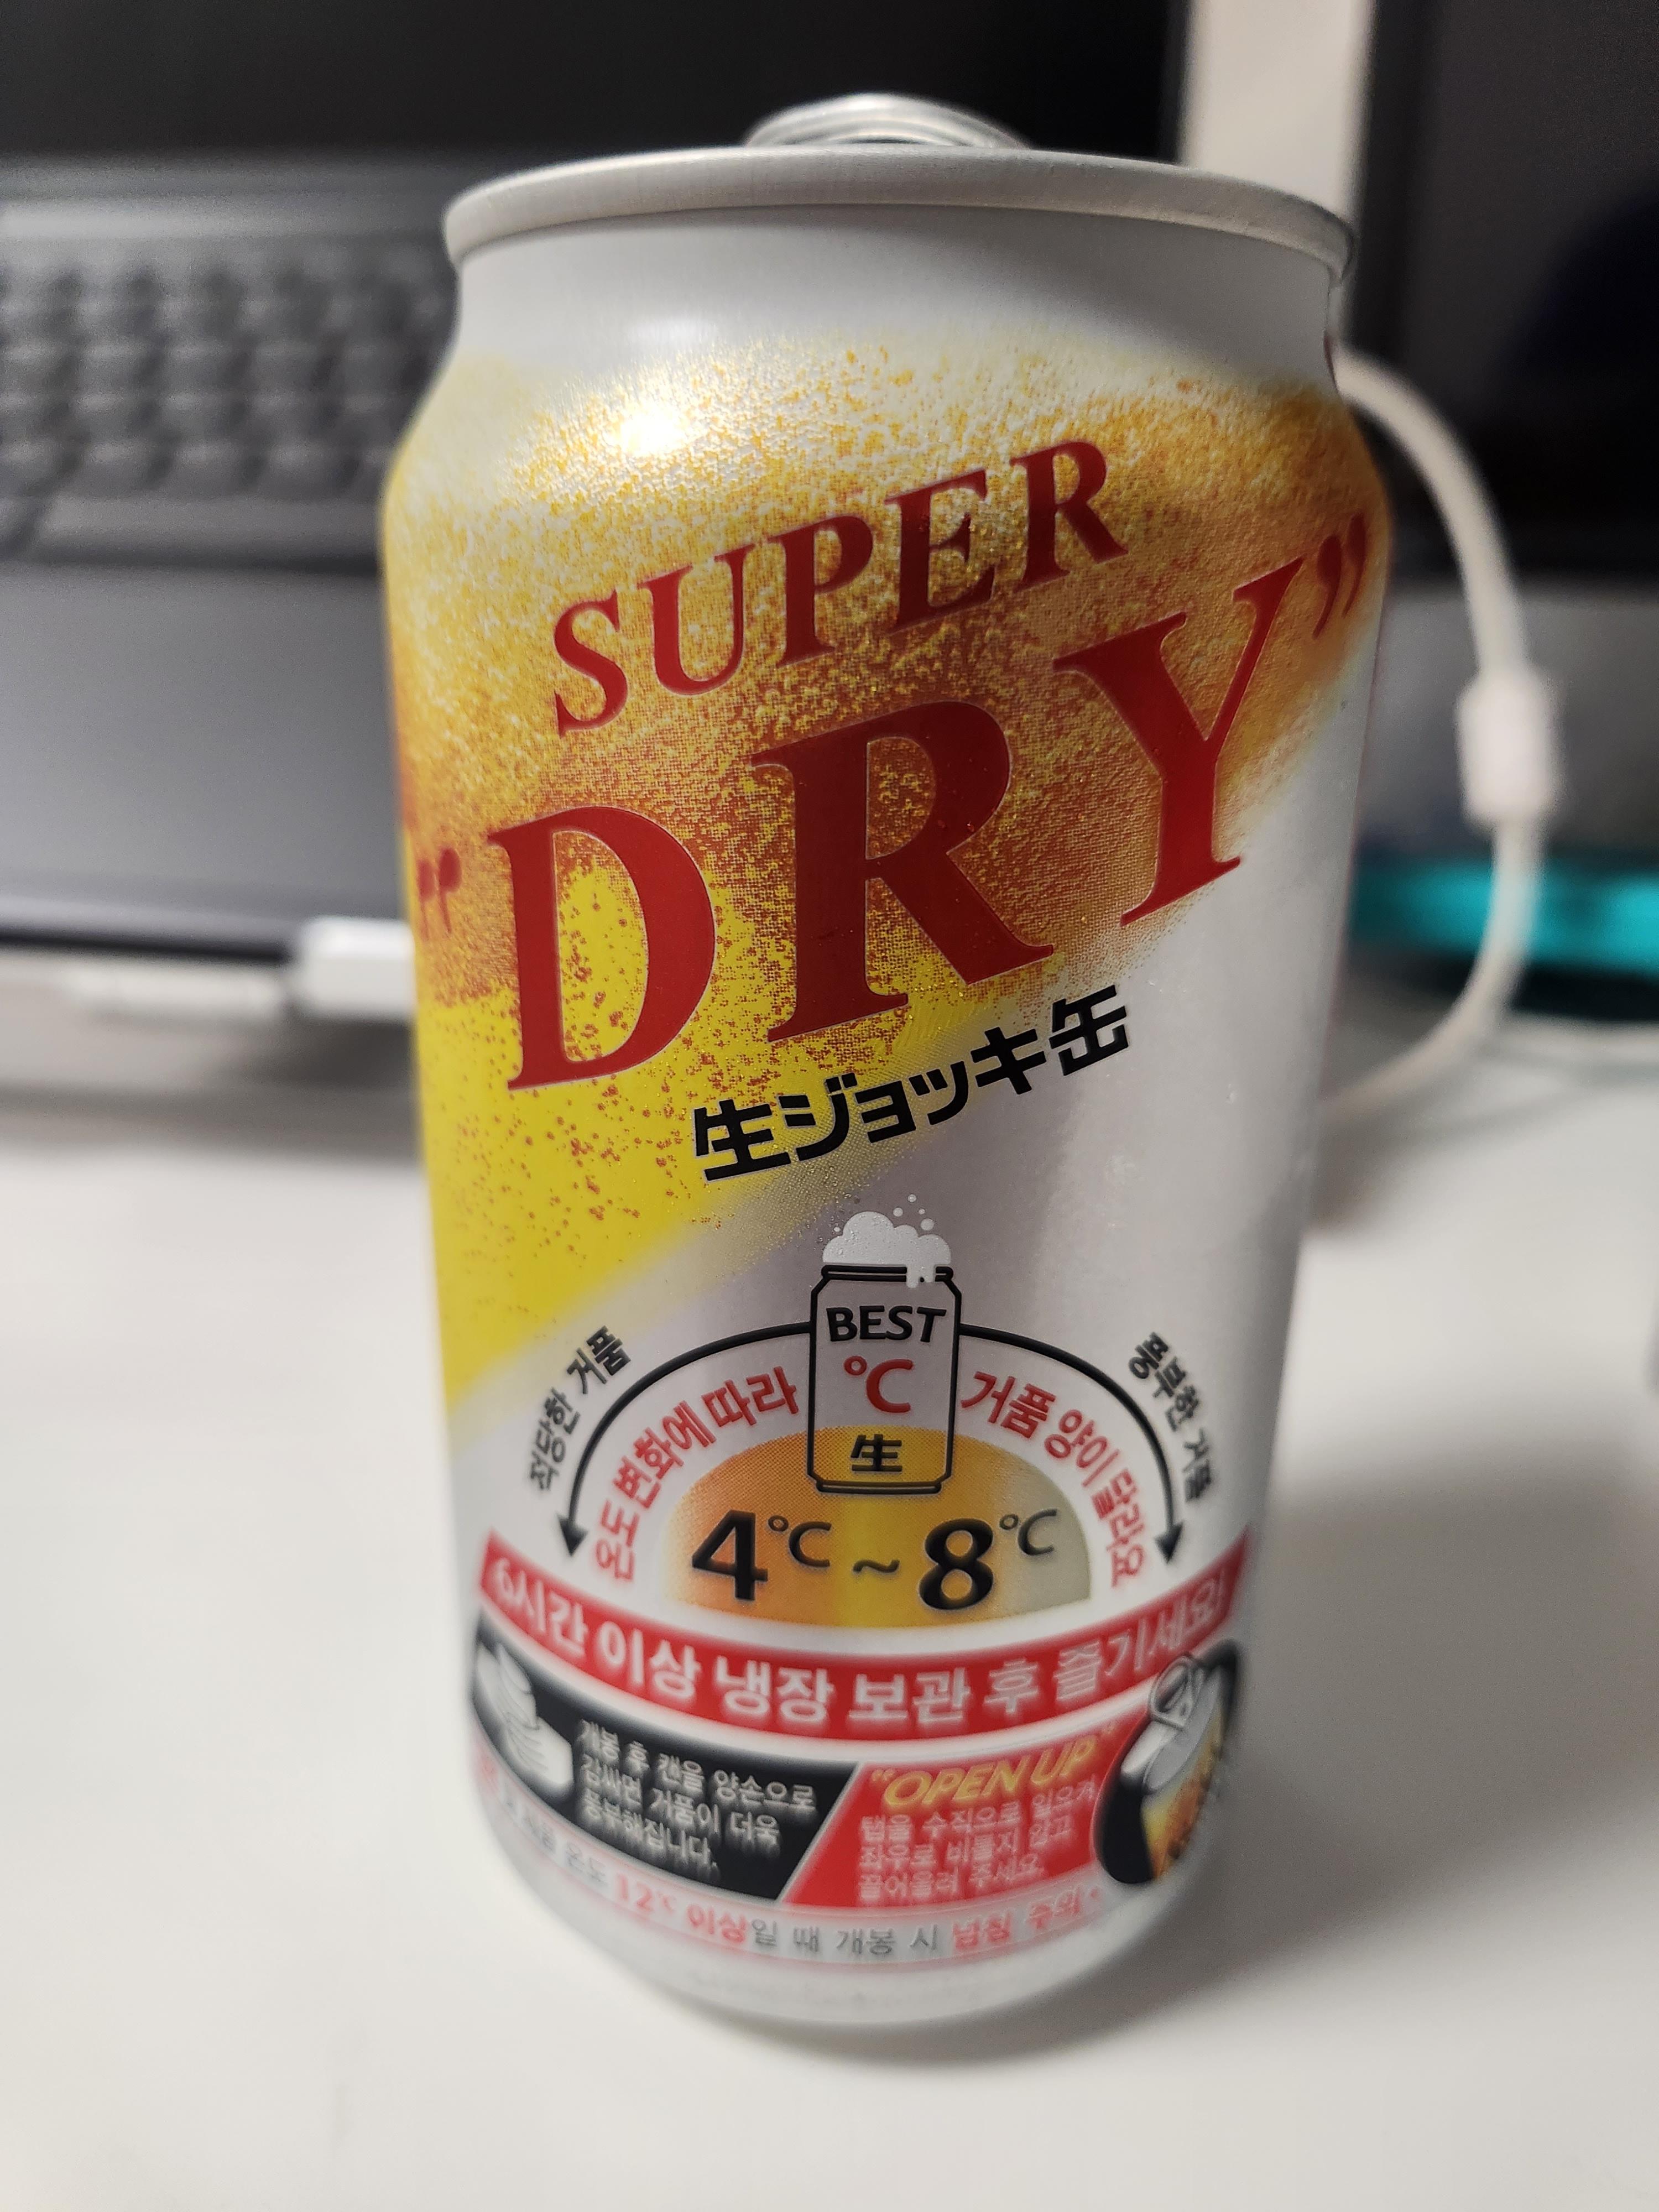 SUPER
"DRY"
生ジョッキ缶
BEST
℃
生
적당한 거품
풍부한 거품
온도 변화에 따라 거품 양이 달라요
4℃~8℃
6시간 이상 냉장 보관 후 즐기세요!
개봉 후 캔을 양손으로
감싸면 거품이 더욱
풍부해집니다.
"OPEN UP"
탭을 수직으로 일으켜
좌우로 비틀지 않고
끌어올려 주세요.
온도 12℃ 이상일 때 개봉 시 넘침 주의